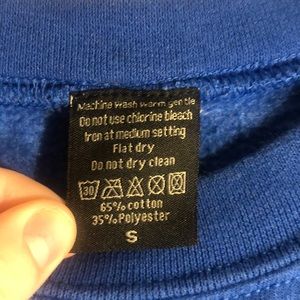 Machine wash warm gentle
Do not use chlorine bleach
Iron at medium setting
Flat dry
Do not dry clean
30
65% cotton
35% Polyester
S